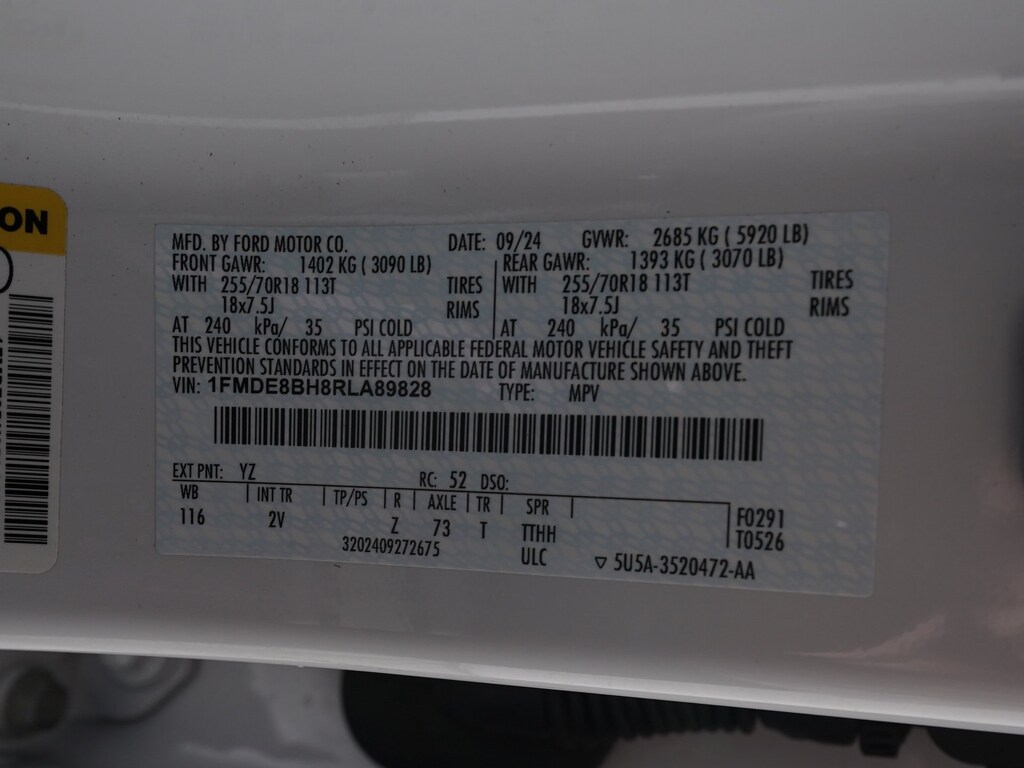 ON
MFD. BY FORD MOTOR CO. DATE: 09/24 GVWR: 2685 KG ( 5920 LB)
FRONT GAWR: 1402 KG ( 3090 LB) REAR GAWR: 1393 KG ( 3070 LB)
WITH 255/70R18 113T TIRES WITH 255/70R18 113T TIRES
18x7.5J RIMS 18x7.5J RIMS
AT 240 kPa/ 35 PSI COLD AT 240 kPa/ 35 PSI COLD
THIS VEHICLE CONFORMS TO ALL APPLICABLE FEDERAL MOTOR VEHICLE SAFETY AND THEFT
PREVENTION STANDARDS IN EFFECT ON THE DATE OF MANUFACTURE SHOWN ABOVE.
VIN: 1FMDE8BH8RLA89828 TYPE: MPV
EXT PNT: YZ RC: 52 DSO:
WB INT TR TP/PS R AXLE TR SPR
116 2V Z 73 T TTHH F0291
3202409272675 ULC T0526
▽ 5U5A-3520472-AA